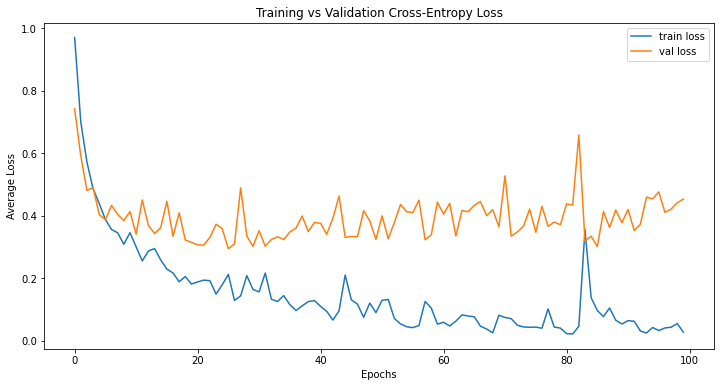 Training vs Validation Cross-Entropy Loss
train loss
val loss
Average Loss
1.0
0.8
0.6
0.4
0.2
0.0
0 20 40 60 80 100
Epochs